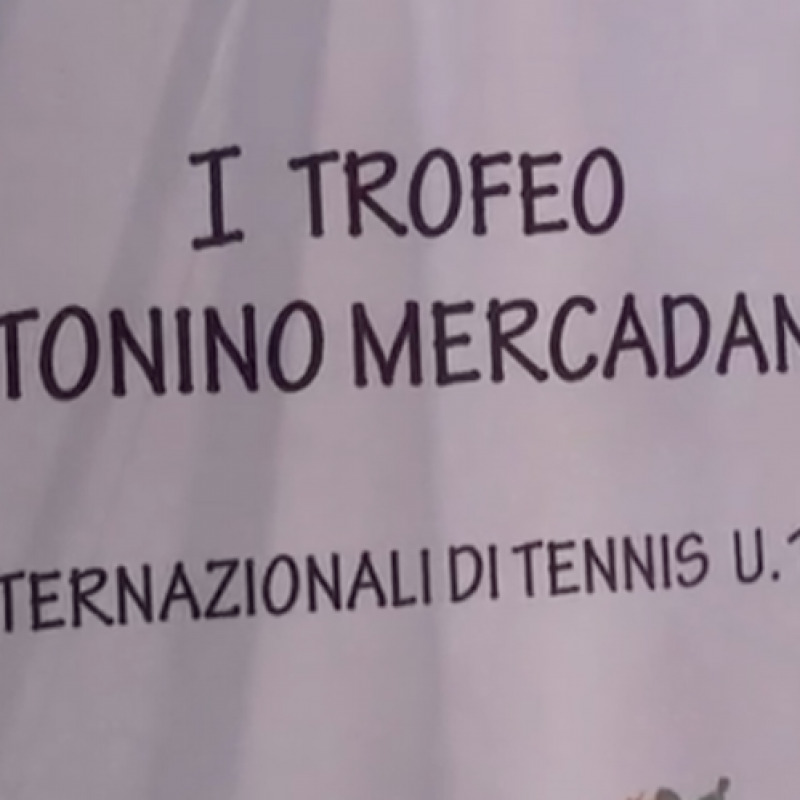 I TROFEO
TONINO MERCADAN
TERNAZIONALI DI TENNIS U.